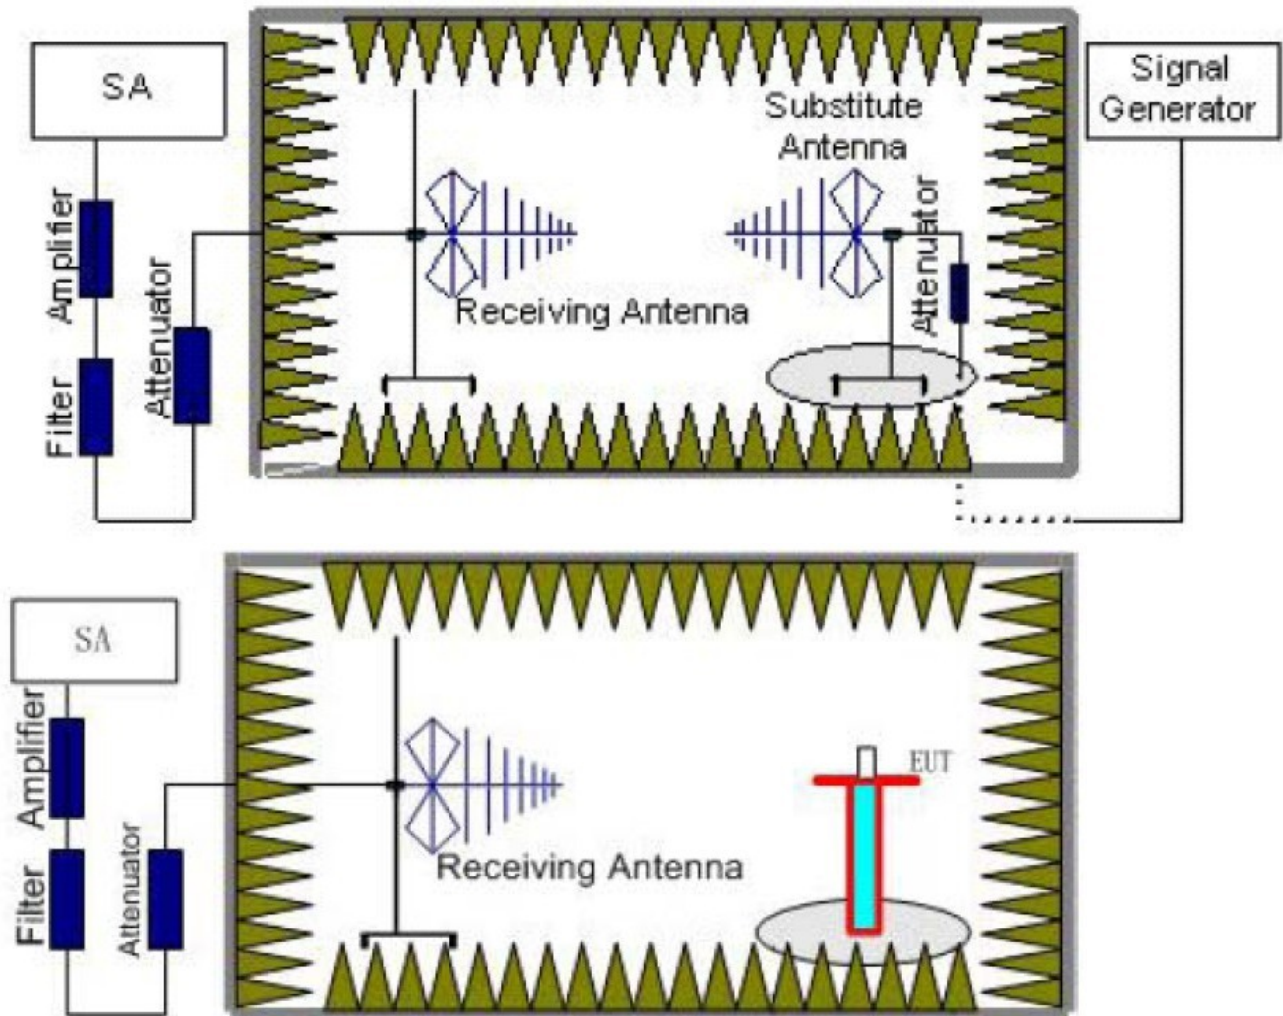 SA
Signal
Generator
Substitute
Antenna
Amplifier
Attenuator
Attenuator
Receiving Antenna
Filter
SA
Amplifier
EUT
Receiving Antenna
Attenuator
Filter